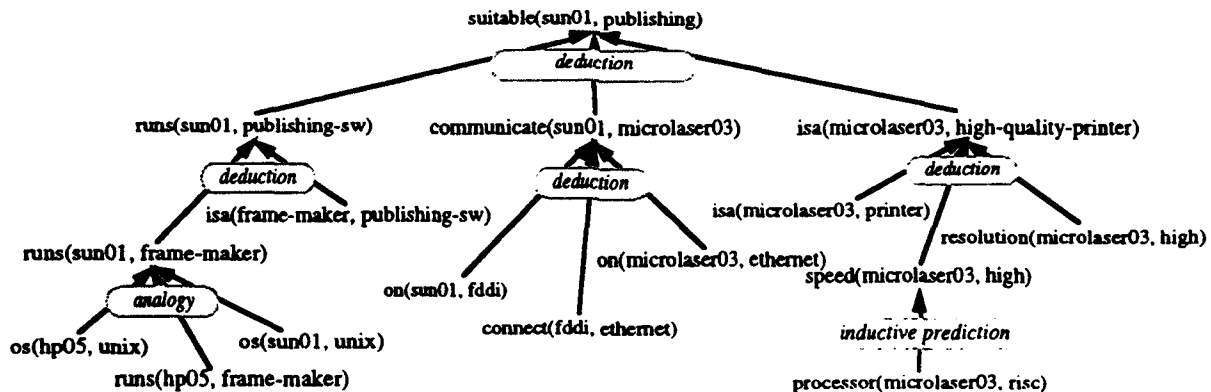 suitable(sun01, publishing)
deduction
runs(sun01, publishing-sw)
communicate(sun01, microlaser03)
isa(microlaser03, high-quality-printer)
deduction
deduction
deduction
isa(frame-maker, publishing-sw)
isa(microlaser03, printer)
resolution(microlaser03, high)
runs(sun01, frame-maker)
on(microlaser03, ethernet)
speed(microlaser03, high)
on(sun01, fddi)
analogy
connect(fddi, ethernet)
inductive prediction
os(hp05, unix)
os(sun01, unix)
runs(hp05, frame-maker)
processor(microlaser03, risc)